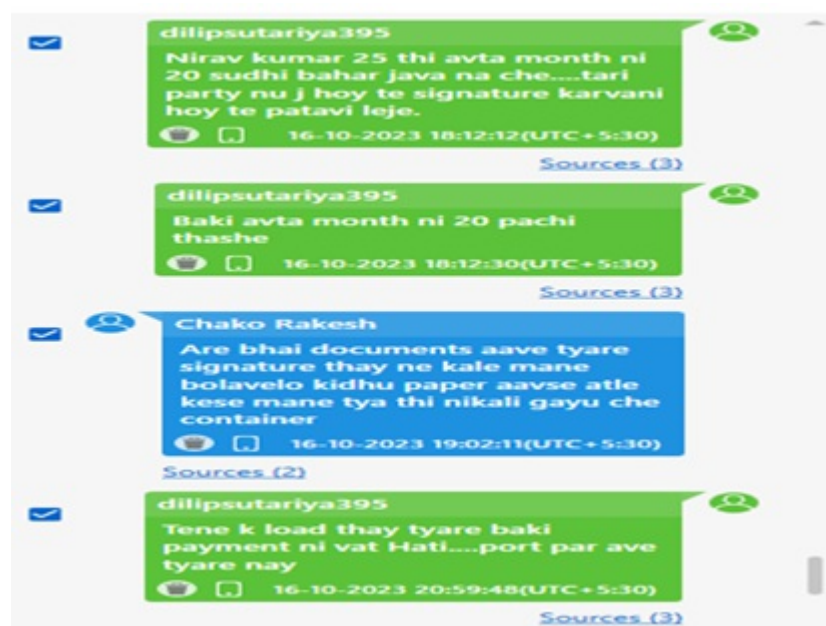 dilipsutariya395
Nirav kumar 25 thi avta month ni
20 sudhi bahar java na che....tari
party nu j hoy te signature karvani
hoy te patavi leje.
16-10-2023 18:12:12(UTC+5:30)
Sources (3)
dilipsutariya395
Baki avta month ni 20 pachi
thashe
16-10-2023 18:12:30(UTC+5:30)
Sources (3)
Chako Rakesh
Are bhai documents aave tyare
signature thay ne kale mane
bolavelo kidhu paper aavse atle
kese mane tya thi nikali gayu che
container
16-10-2023 19:02:11(UTC+5:30)
Sources (2)
dilipsutariya395
Tene k load thay tyare baki
payment ni vat Hati....port par ave
tyare nay
16-10-2023 20:59:48(UTC+5:30)
Sources (3)